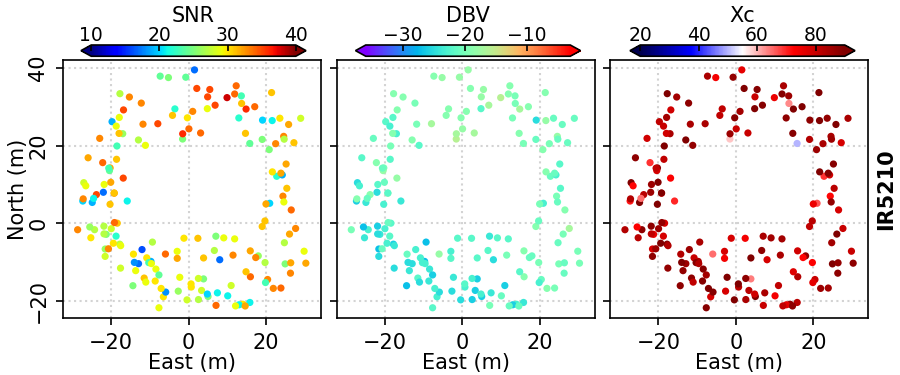 SNR DBV Xc
10 20 30 40 −30 −20 −10 20 40 60 80
40
20
0
−20
North (m)
IR5210
−20 0 20 −20 0 20 −20 0 20
East (m) East (m) East (m)